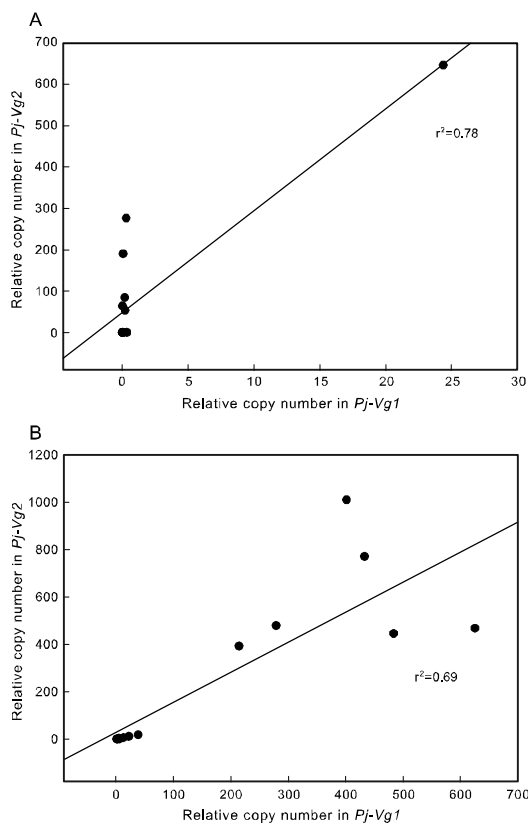 A
700
600
500
400
300
200
100
0
Relative copy number in Pj-Vg2
r²=0.78
0 5 10 15 20 25 30
Relative copy number in Pj-Vg1
B
1200
1000
800
600
400
200
0
Relative copy number in Pj-Vg2
r²=0.69
0 100 200 300 400 500 600 700
Relative copy number in Pj-Vg1